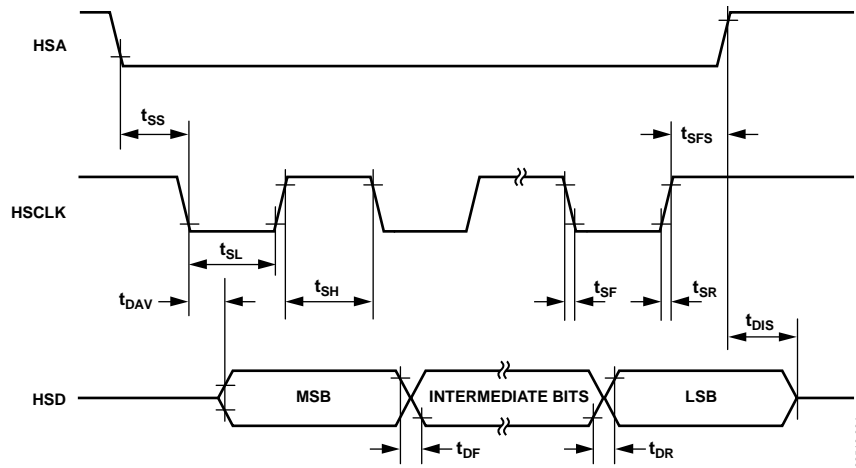 HSA
tSS
tSFS
HSCLK
tSL
tSH
tSF
tSR
tDAV
tDIS
HSD
MSB
INTERMEDIATE BITS
LSB
tDF
tDR